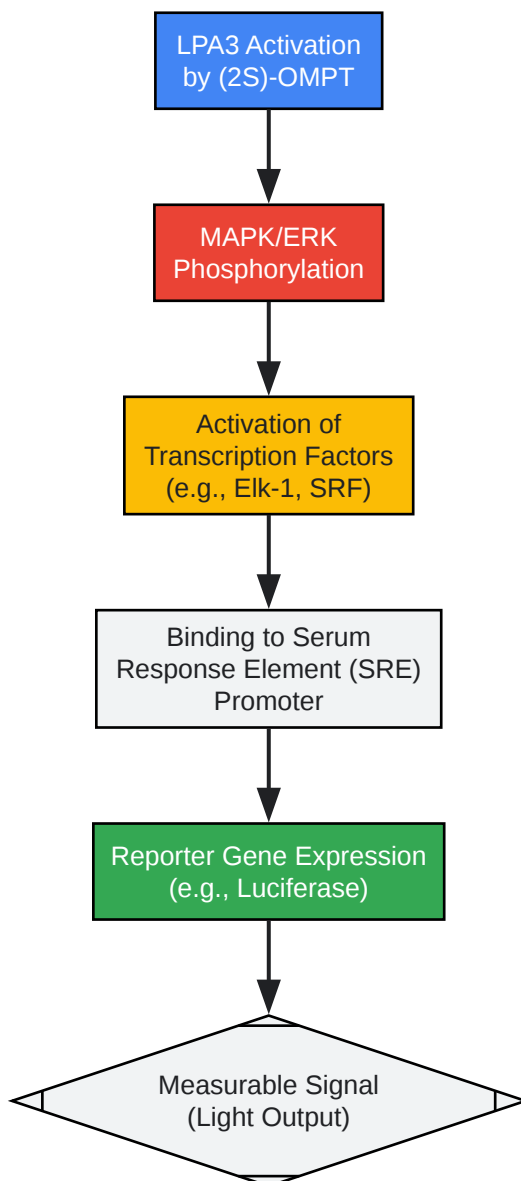 LPA3 Activation
by (2S)-OMPT
MAPK/ERK
Phosphorylation
Activation of
Transcription Factors
(e.g., Elk-1, SRF)
Binding to Serum
Response Element (SRE)
Promoter
Reporter Gene Expression
(e.g., Luciferase)
Measurable Signal
(Light Output)